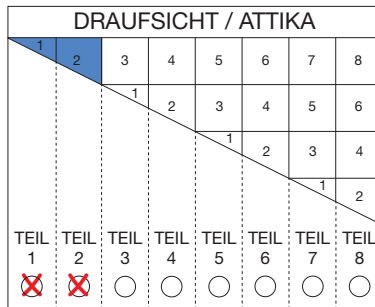 DRAUFSICHT / ATTIKA
1 2 3 4 5 6 7 8
1 2 3 4 5 6
1 2 3 4
1 2
TEIL TEIL TEIL TEIL TEIL TEIL TEIL TEIL
1 2 3 4 5 6 7 8